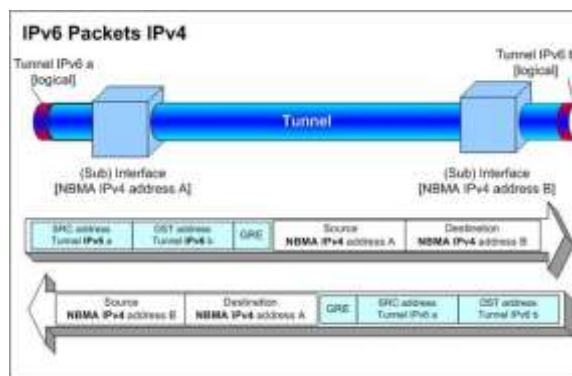 IPv6 Packets IPv4
Tunnel IPv6 a
[logical]
Tunnel IPv6 b
[logical]
Tunnel
(Sub) Interface
[NBMA IPv4 address A]
(Sub) Interface
[NBMA IPv4 address B]
SRC address
Tunnel IPv6 a
DST address
Tunnel IPv6 b
GRE
Source
NBMA IPv4 address A
Destination
NBMA IPv4 address B
Source
NBMA IPv4 address B
Destination
NBMA IPv4 address A
GRE
SRC address
Tunnel IPv6 a
DST address
Tunnel IPv6 b